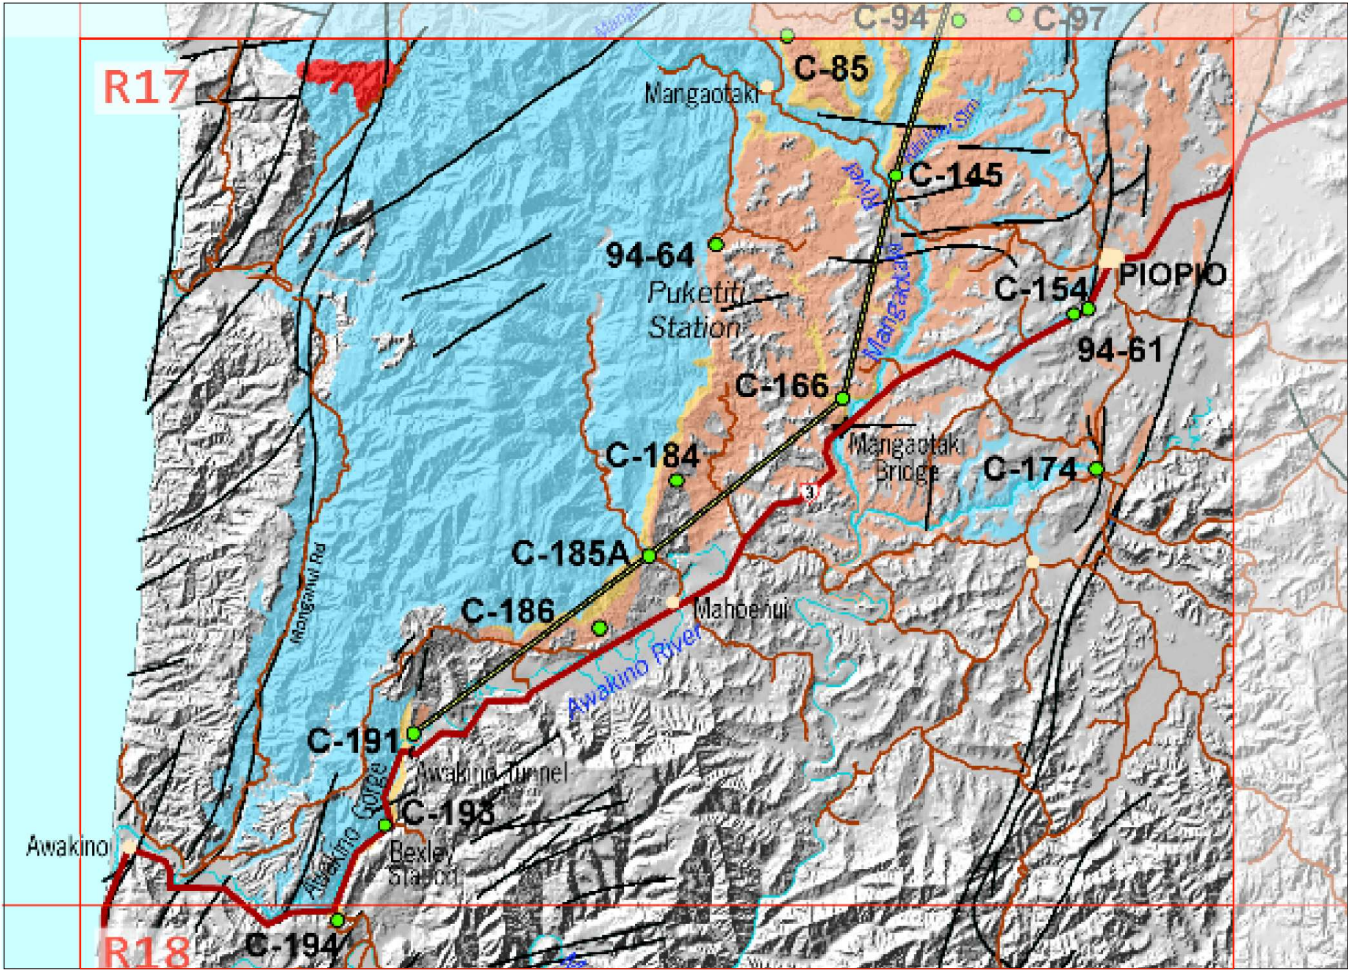 C-94
C-97
R17
C-85
Mangaotaki
C-145
River
94-64
Puketiti
Station
PIOPIO
C-154
Mangaotaki
94-61
C-166
Mangaotaki
Bridge
C-184
C-174
3
C-185A
Manganui Rd
C-186
Mahoenui
Awakino River
C-191
Awakino Tunnel
C-193
Awakino Gorge
Awakino
Bexley
Station
C-194
R18